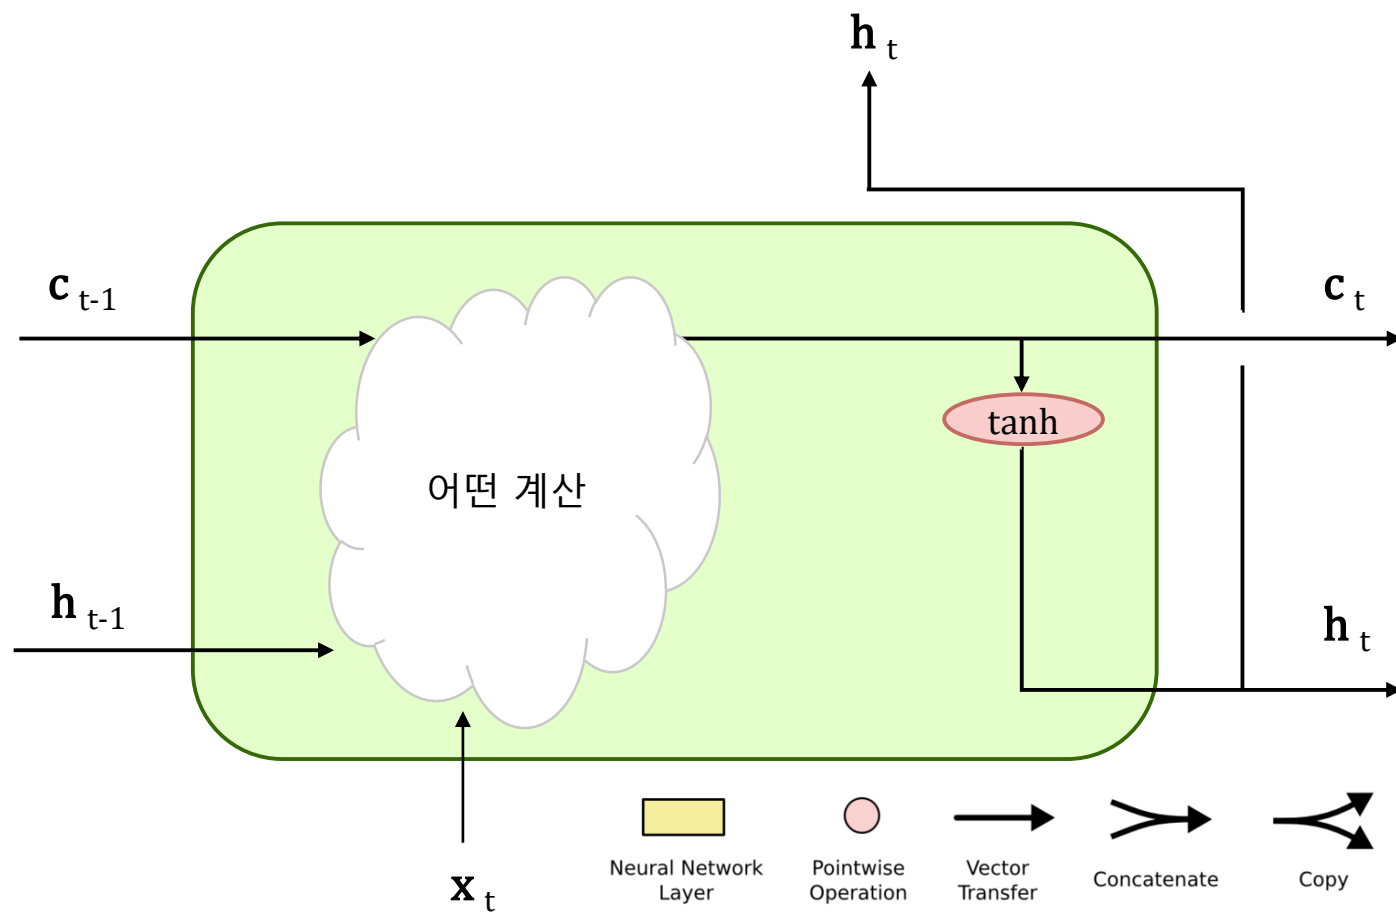 h t
c t-1
c t
tanh
어떤 계산
h t-1
h t
x t
Neural Network
Layer
Pointwise
Operation
Vector
Transfer
Concatenate
Copy